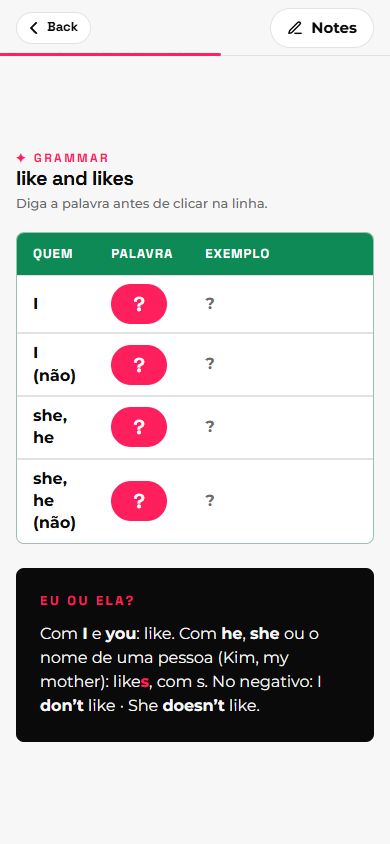 Back
Notes
✦ GRAMMAR
like and likes
Diga a palavra antes de clicar na linha.
QUEM PALAVRA EXEMPLO
I ? ?
I
(não) ? ?
she,
he ? ?
she,
he
(não) ? ?
EU OU ELA?
Com I e you: like. Com he, she ou o
nome de uma pessoa (Kim, my
mother): likes, com s. No negativo: I
don’t like · She doesn’t like.